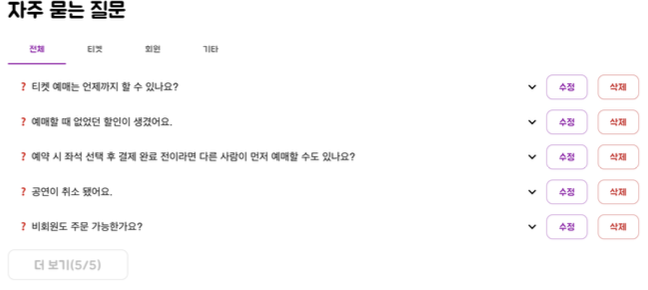 자주 묻는 질문
전체 티켓 회원 기타
? 티켓 예매는 언제까지 할 수 있나요? 수정 삭제
? 예매할 때 없었던 할인이 생겼어요. 수정 삭제
? 예약 시 좌석 선택 후 결제 완료 전이라면 다른 사람이 먼저 예매할 수도 있나요? 수정 삭제
? 공연이 취소 됐어요. 수정 삭제
? 비회원도 주문 가능한가요? 수정 삭제
더 보기(5/5)